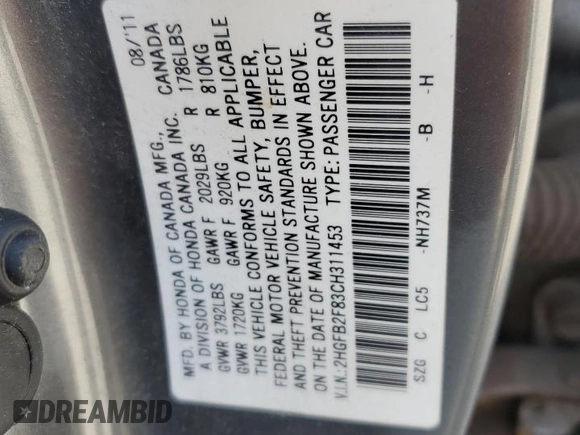 MFD. BY HONDA OF CANADA MFG., 08/'11
A DIVISION OF HONDA CANADA INC. CANADA
GVWR 3792LBS GAWR F 2029LBS R 1786LBS
GVWR 1720KG GAWR F 920KG R 810KG
THIS VEHICLE CONFORMS TO ALL APPLICABLE
FEDERAL MOTOR VEHICLE SAFETY, BUMPER,
AND THEFT PREVENTION STANDARDS IN EFFECT
ON THE DATE OF MANUFACTURE SHOWN ABOVE.
V.I.N.:2HGFB2F83CH311453 TYPE:PASSENGER CAR
SZG C LC5 -NH737M -B -H
DREAMBID